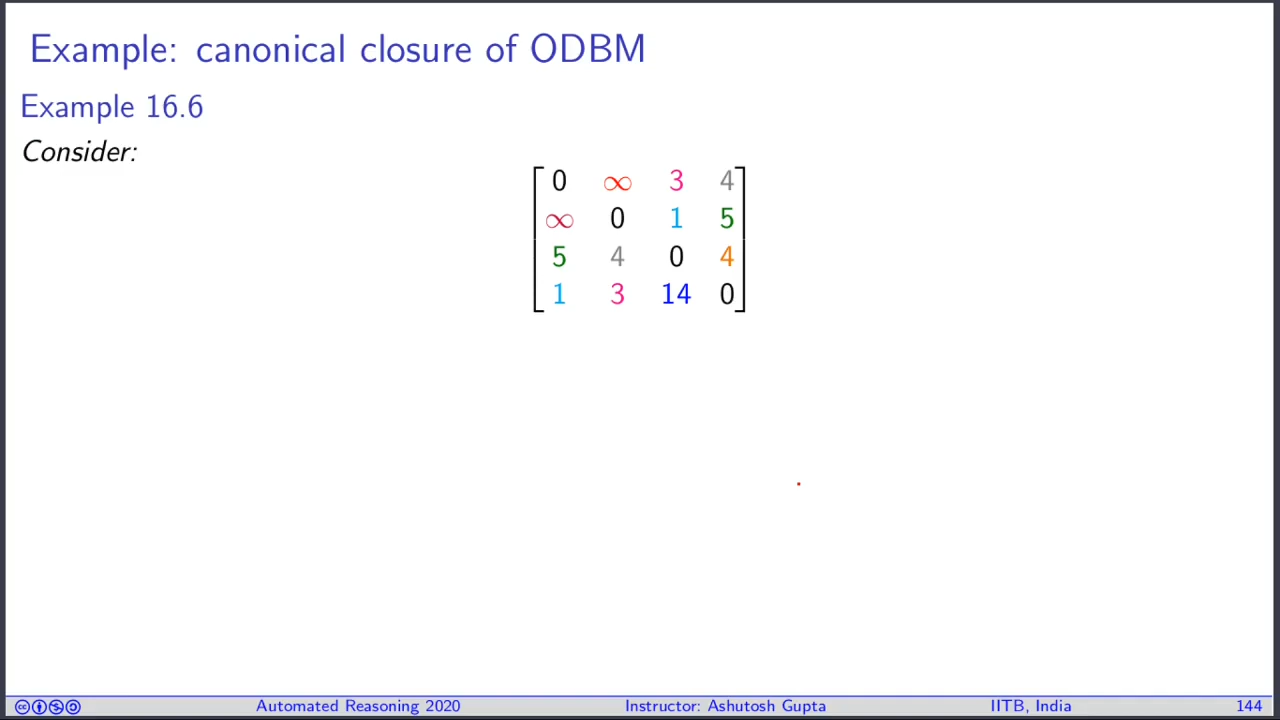 Example: canonical closure of ODBM
Example 16.6
Consider:
0 ∞ 3 4
∞ 0 1 5
5 4 0 4
1 3 14 0
Automated Reasoning 2020 Instructor: Ashutosh Gupta IITB, India 144